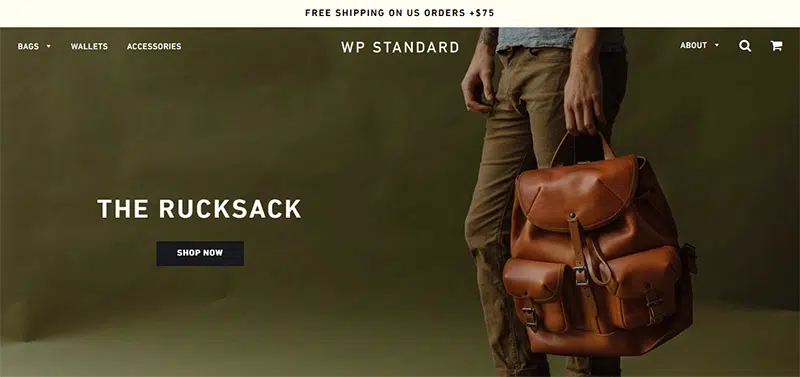 FREE SHIPPING ON US ORDERS +$75
BAGS WALLETS ACCESSORIES WP STANDARD ABOUT
THE RUCKSACK
SHOP NOW